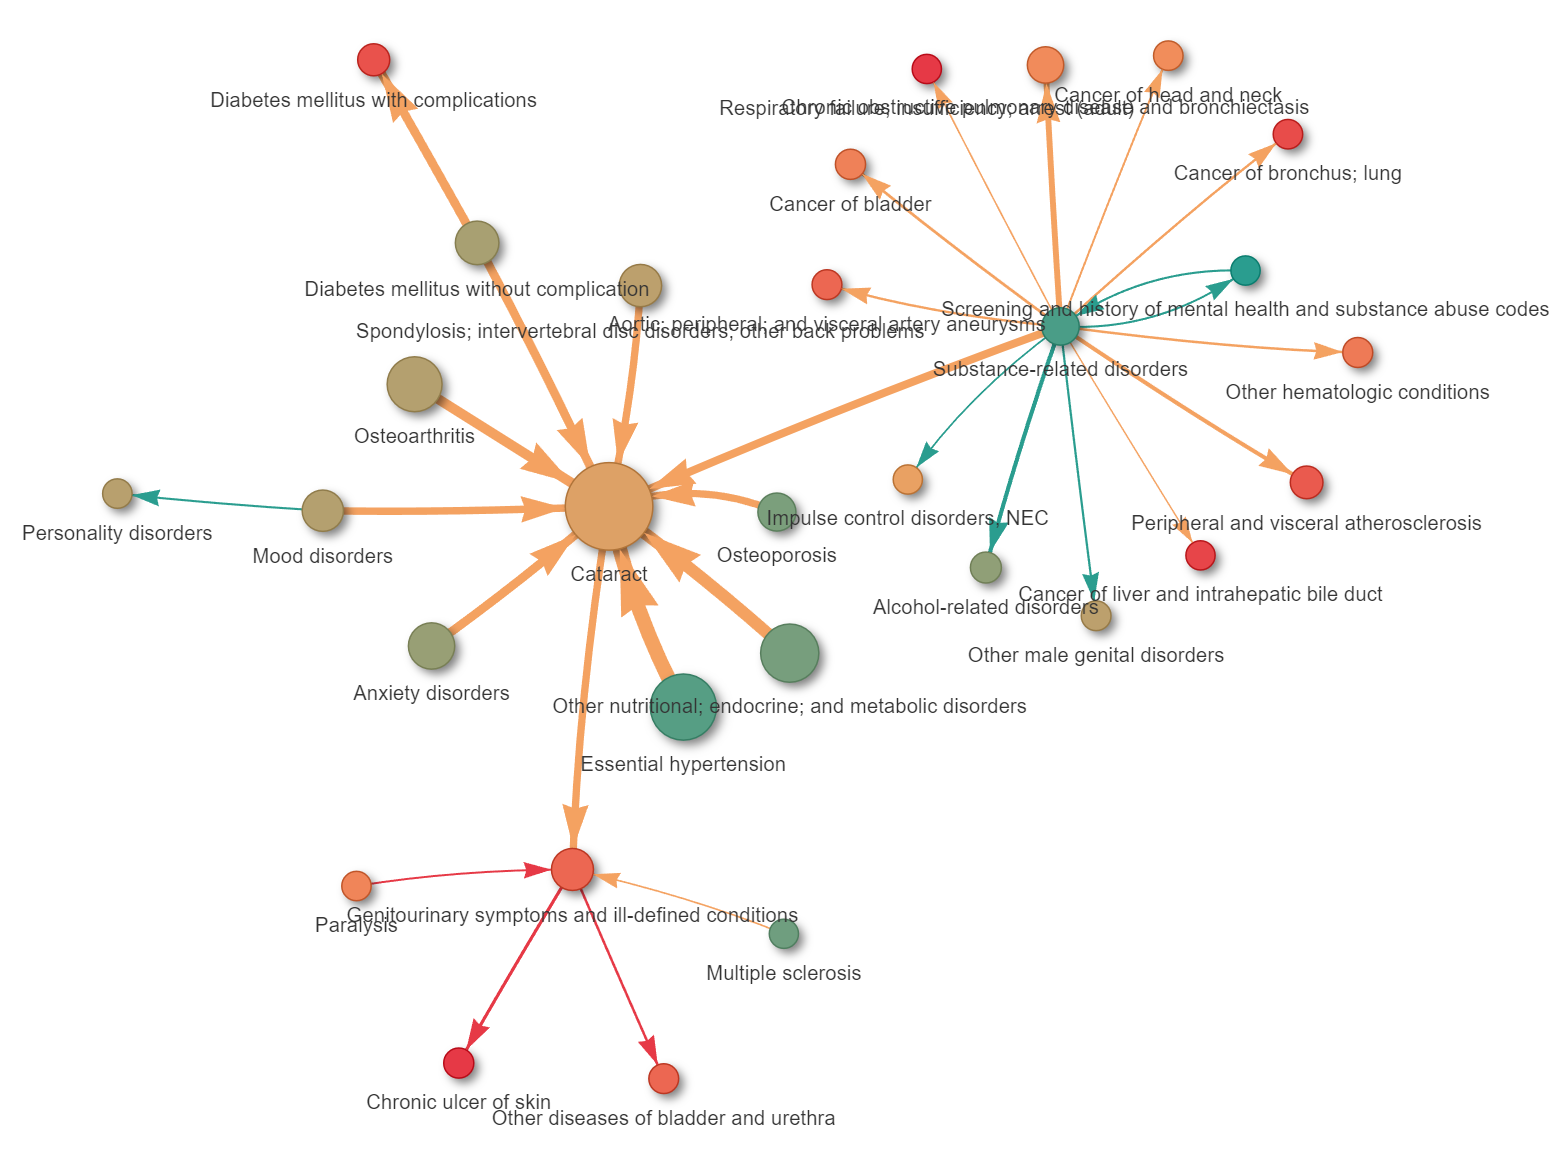 Diabetes mellitus with complications
Cancer of head and neck
Respiratory failure; insufficiency; arrest (adult)
Chronic obstructive pulmonary disease and bronchiectasis
Cancer of bronchus; lung
Cancer of bladder
Diabetes mellitus without complication
Screening and history of mental health and substance abuse codes
Aortic; peripheral; and visceral artery aneurysms
Spondylosis; intervertebral disc disorders; other back problems
Substance-related disorders
Other hematologic conditions
Osteoarthritis
Impulse control disorders, NEC
Peripheral and visceral atherosclerosis
Personality disorders
Mood disorders
Osteoporosis
Cataract
Cancer of liver and intrahepatic bile duct
Alcohol-related disorders
Other male genital disorders
Anxiety disorders
Other nutritional; endocrine; and metabolic disorders
Essential hypertension
Genitourinary symptoms and ill-defined conditions
Paralysis
Multiple sclerosis
Chronic ulcer of skin
Other diseases of bladder and urethra